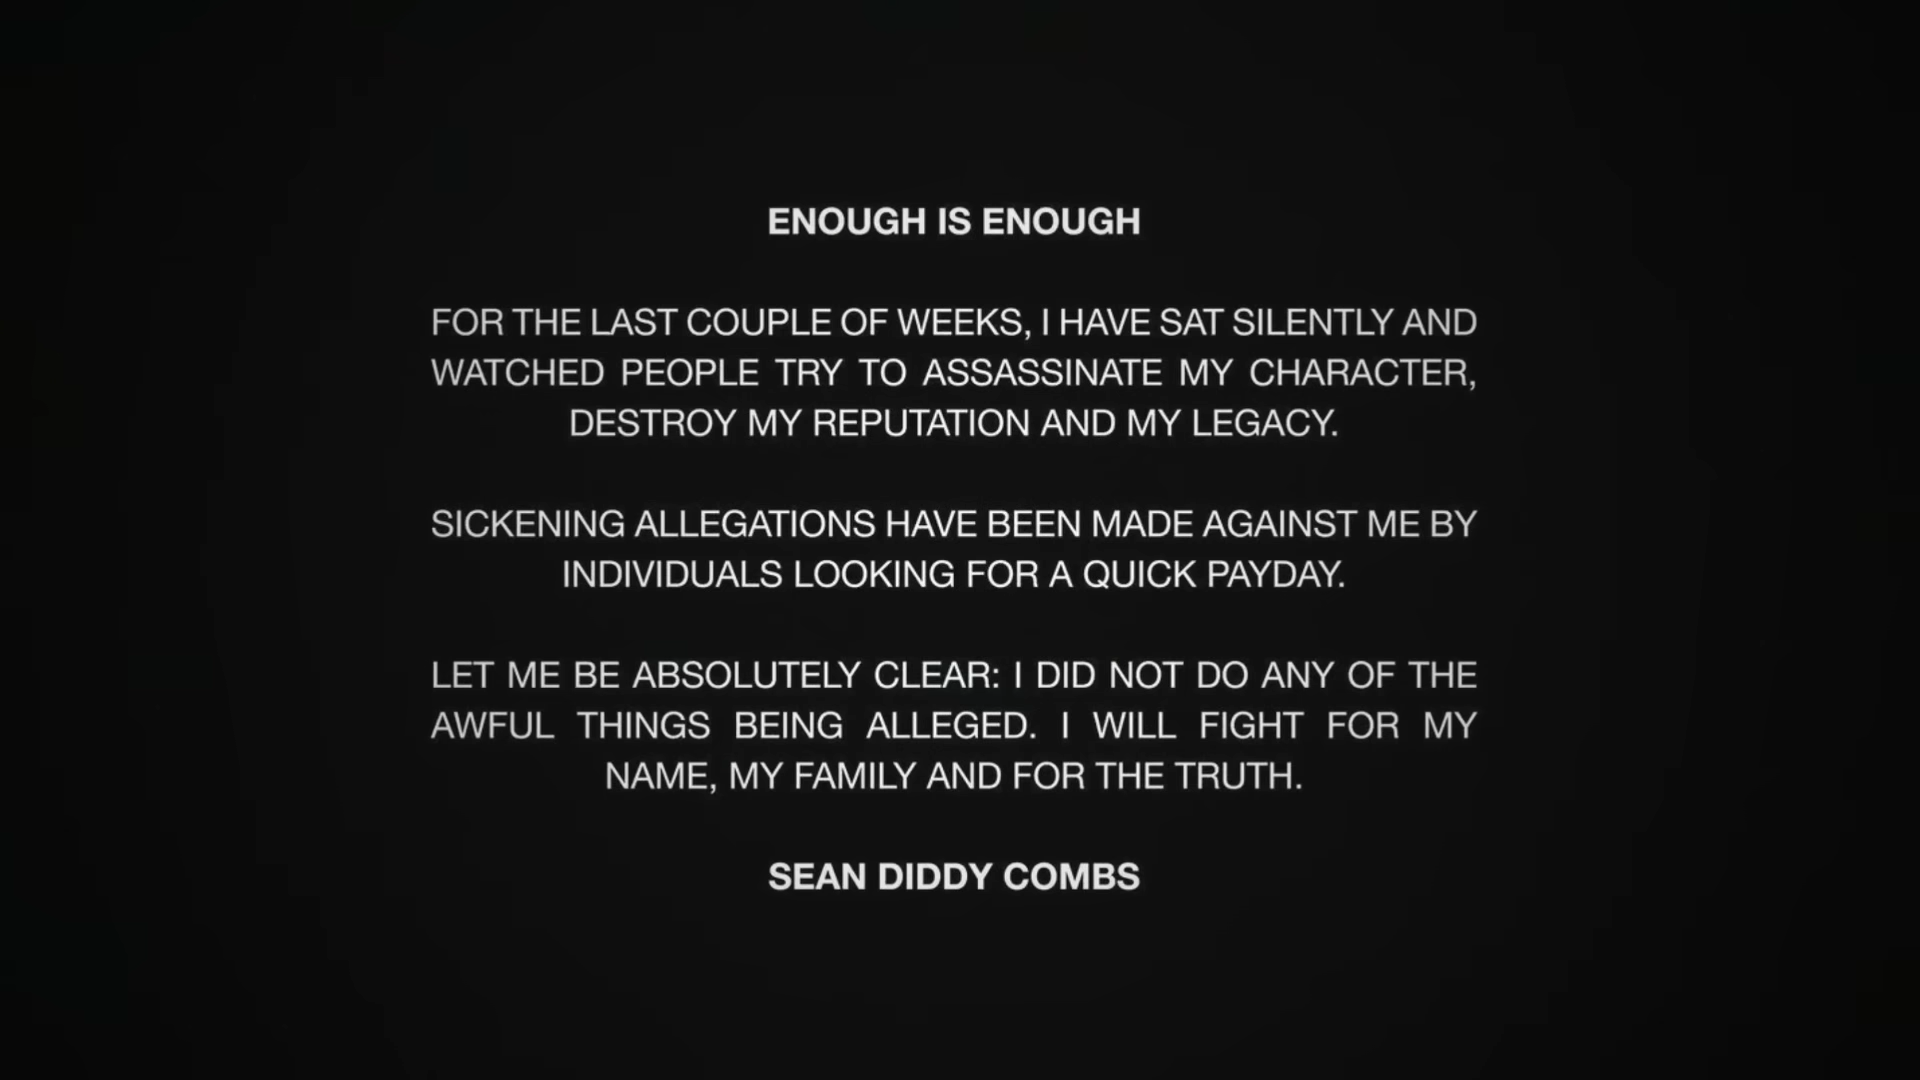 ENOUGH IS ENOUGH
FOR THE LAST COUPLE OF WEEKS, I HAVE SAT SILENTLY AND
WATCHED PEOPLE TRY TO ASSASSINATE MY CHARACTER,
DESTROY MY REPUTATION AND MY LEGACY.
SICKENING ALLEGATIONS HAVE BEEN MADE AGAINST ME BY
INDIVIDUALS LOOKING FOR A QUICK PAYDAY.
LET ME BE ABSOLUTELY CLEAR: I DID NOT DO ANY OF THE
AWFUL THINGS BEING ALLEGED. I WILL FIGHT FOR MY
NAME, MY FAMILY AND FOR THE TRUTH.
SEAN DIDDY COMBS